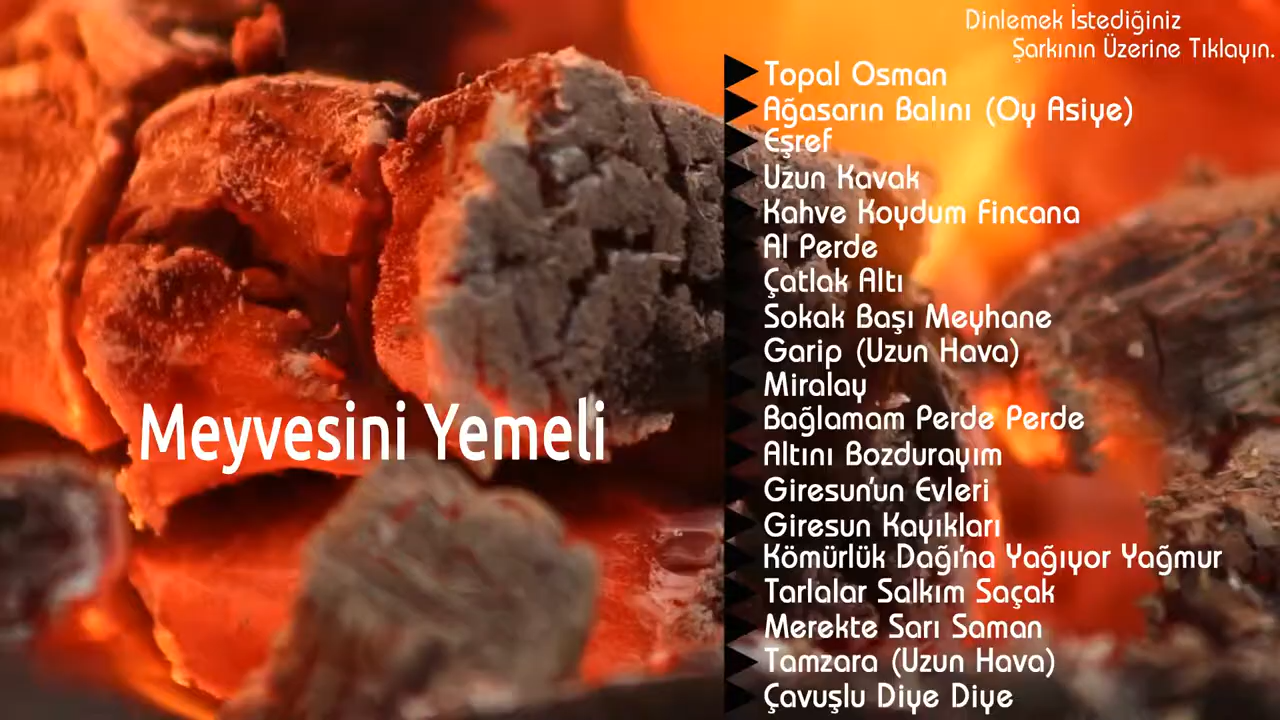 Dinlemek İstediğiniz
Şarkının Üzerine Tıklayın.
Topal Osman
Ağasarın Balını (Oy Asiye)
Eşref
Uzun Kavak
Kahve Koydum Fincana
Al Perde
Çatlak Altı
Sokak Başı Meyhane
Garip (Uzun Hava)
Miralay
Bağlamam Perde Perde
Altını Bozdurayım
Giresun'un Evleri
Giresun Kayıkları
Kömürlük Dağı'na Yağıyor Yağmur
Tarlalar Salkım Saçak
Merekte Sarı Saman
Tamzara (Uzun Hava)
Çavuşlu Diye Diye
Meyvesini Yemeli